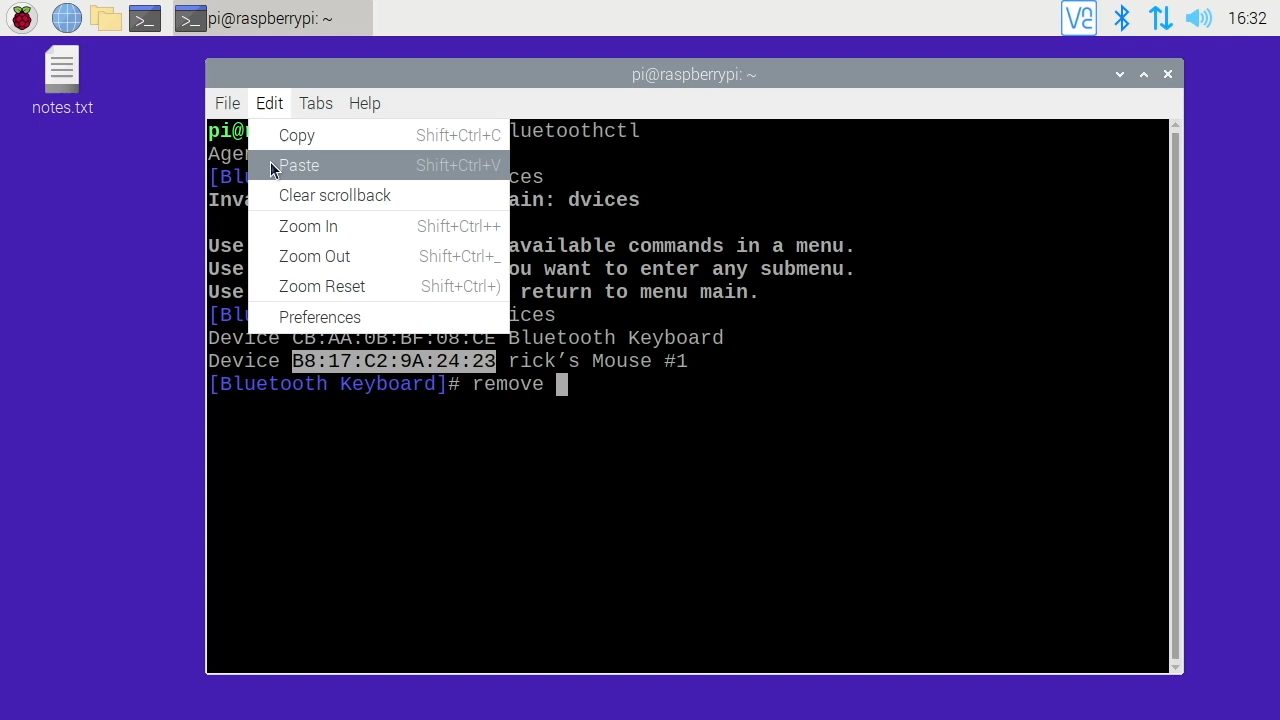 pi@raspberrypi: ~
16:32
notes.txt
pi@raspberrypi: ~
File Edit Tabs Help
Copy Shift+Ctrl+C
Paste Shift+Ctrl+V
Clear scrollback
Zoom In Shift+Ctrl++
Zoom Out Shift+Ctrl+_
Zoom Reset Shift+Ctrl+)
Preferences
pi@ luetoothctl
Age
[Blu ces
Inva ain: dvices
Use available commands in a menu.
Use ou want to enter any submenu.
Use return to menu main.
[Blu ices
Device CB:AA:0B:BF:08:CE Bluetooth Keyboard
Device B8:17:C2:9A:24:23 rick’s Mouse #1
[Bluetooth Keyboard]# remove